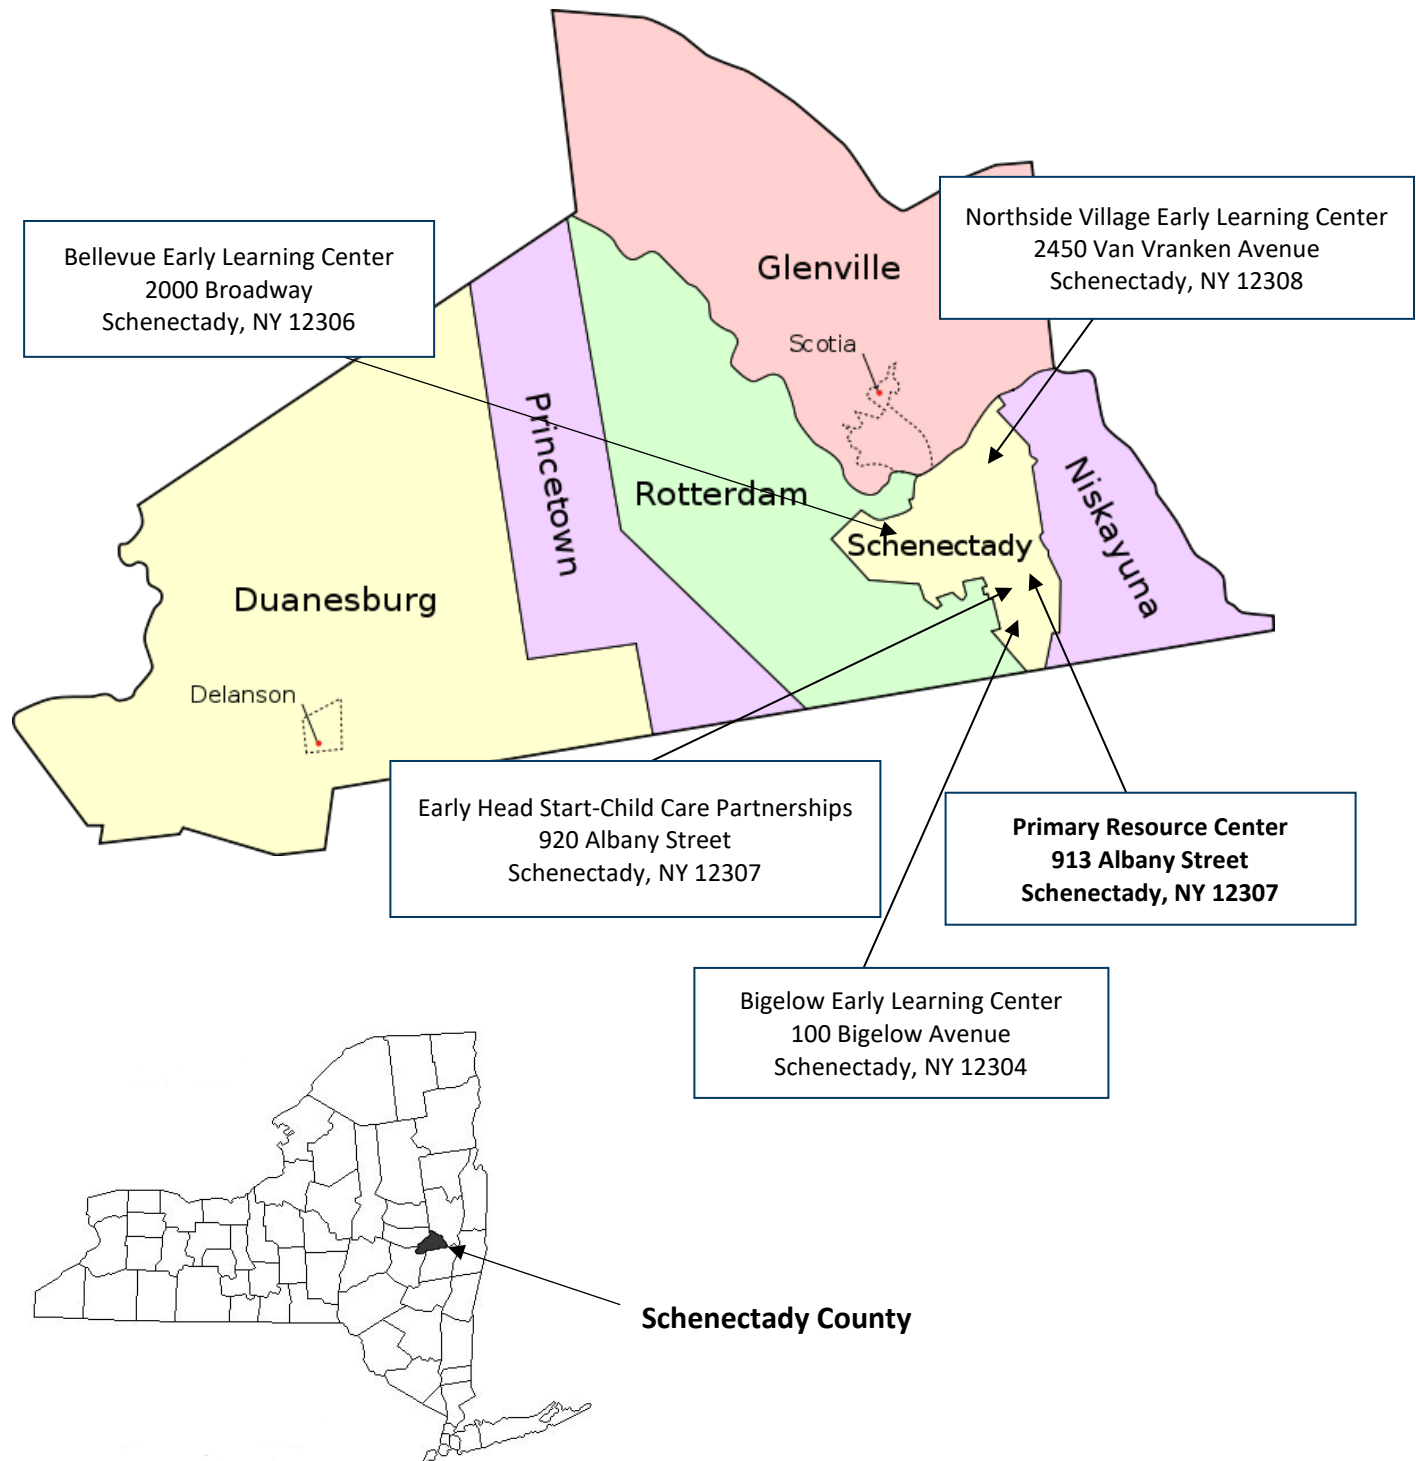 Glenville
Northside Village Early Learning Center
2450 Van Vranken Avenue
Schenectady, NY 12308
Bellevue Early Learning Center
2000 Broadway
Schenectady, NY 12306
Scotia
Princetown
Rotterdam
Niskayuna
Schenectady
Duanesburg
Delanson
Early Head Start-Child Care Partnerships
920 Albany Street
Schenectady, NY 12307
Primary Resource Center
913 Albany Street
Schenectady, NY 12307
Bigelow Early Learning Center
100 Bigelow Avenue
Schenectady, NY 12304
Schenectady County